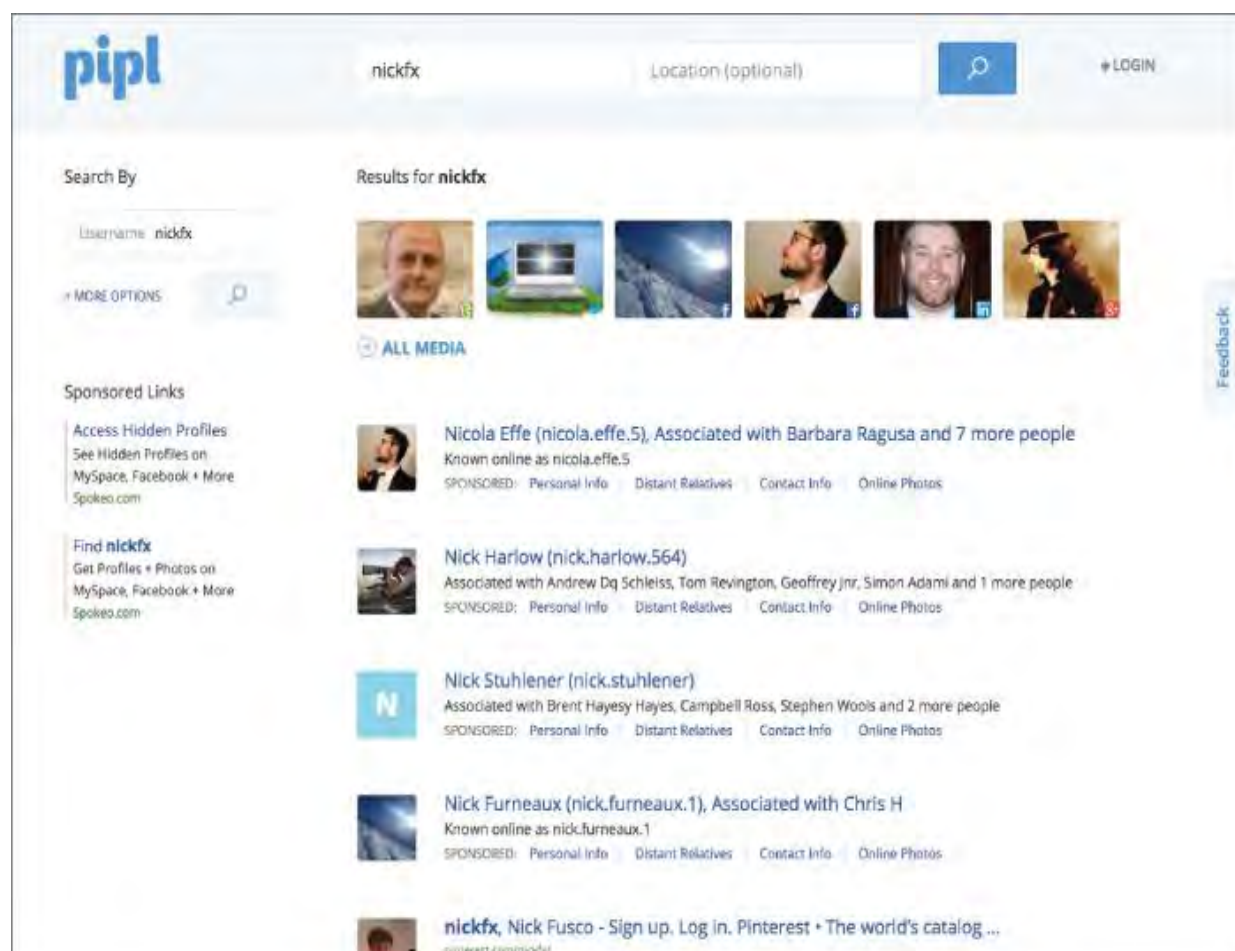 pipl
nickfx
Location (optional)
LOGIN
Search By
Username nickfx
+ MORE OPTIONS
Sponsored Links
Access Hidden Profiles
See Hidden Profiles on
MySpace, Facebook + More
Spokeo.com
Find nickfx
Get Profiles + Photos on
MySpace, Facebook + More
Spokeo.com
Results for nickfx
f
f
in
g+
ALL MEDIA
Nicola Effe (nicola.effe.5), Associated with Barbara Ragusa and 7 more people
Known online as nicola.effe.5
SPONSORED: Personal Info Distant Relatives Contact Info Online Photos
Nick Harlow (nick.harlow.564)
Associated with Andrew Dq Schleiss, Tom Revington, Geoffrey Jnr, Simon Adami and 1 more people
SPONSORED: Personal Info Distant Relatives Contact Info Online Photos
N
Nick Stuhlener (nick.stuhlener)
Associated with Brent Hayesy Hayes, Campbell Ross, Stephen Wools and 2 more people
SPONSORED: Personal Info Distant Relatives Contact Info Online Photos
Nick Furneaux (nick.furneaux.1), Associated with Chris H
Known online as nick.furneaux.1
SPONSORED: Personal Info Distant Relatives Contact Info Online Photos
nickfx, Nick Fusco - Sign up. Log in. Pinterest • The world's catalog ...
Feedback